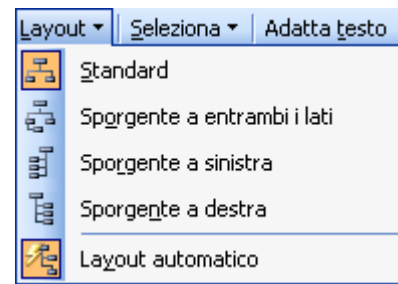 Layout Seleziona Adatta testo
Standard
Sporgente a entrambi i lati
Sporgente a sinistra
Sporgente a destra
Layout automatico